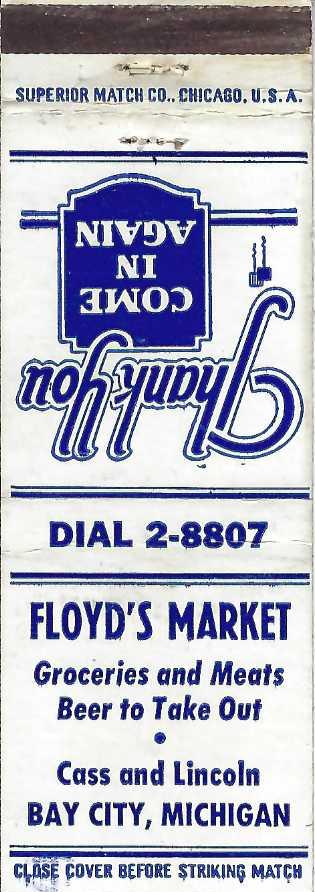 SUPERIOR MATCH CO., CHICAGO, U.S.A.
Thank You
COME
IN
AGAIN
DIAL 2-8807
FLOYD'S MARKET
Groceries and Meats
Beer to Take Out
•
Cass and Lincoln
BAY CITY, MICHIGAN
CLOSE COVER BEFORE STRIKING MATCH